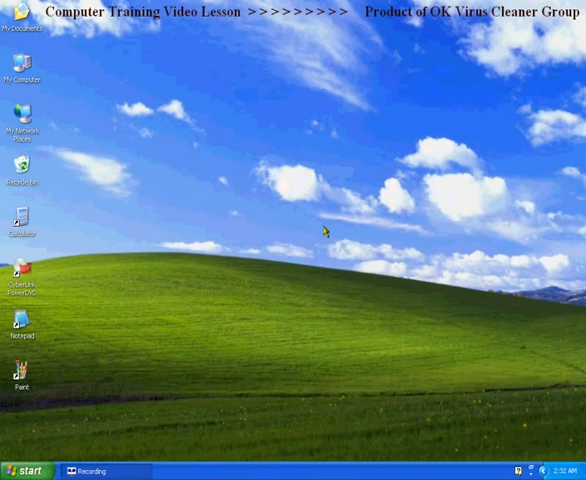 Computer Training Video Lesson > > > > > > > > > Product of OK Virus Cleaner Group
My Documents
My Computer
My Network
Places
Recycle Bin
Calculator
CyberLink
PowerDVD
Notepad
Paint
start
Recording
2:32 AM